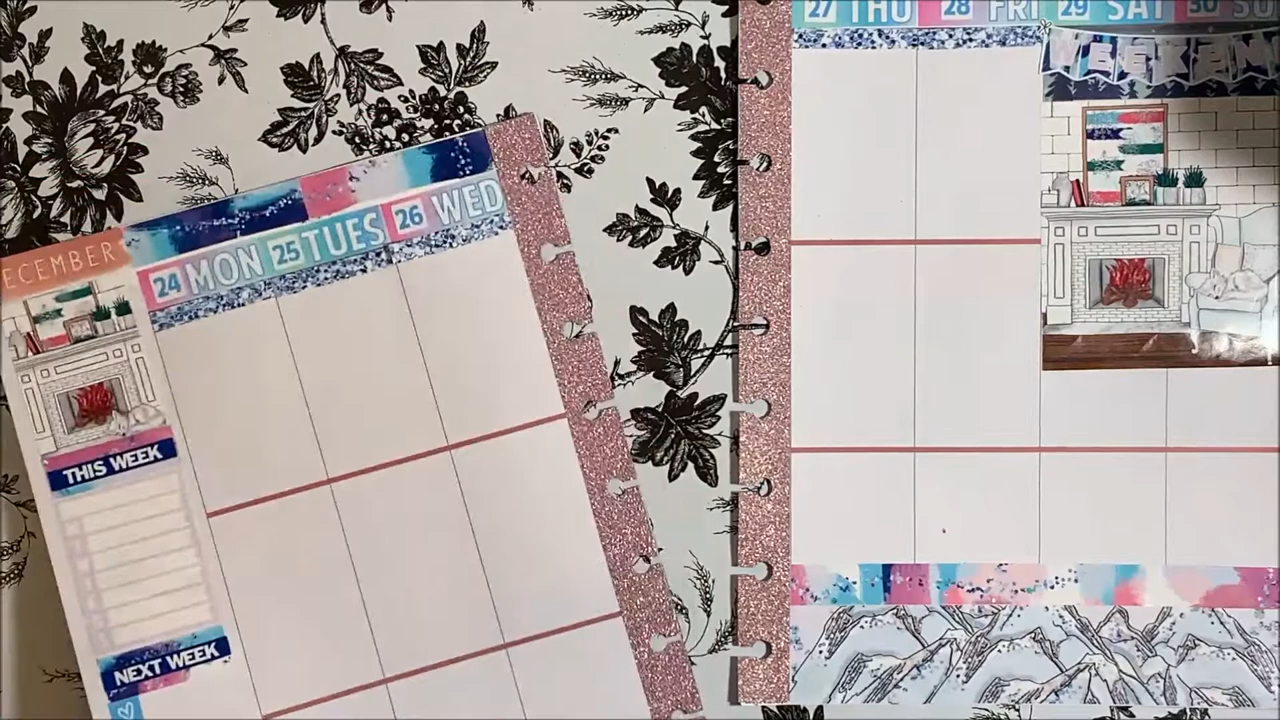 ECEMBER
24 MON 25 TUES 26 WED
THIS WEEK
NEXT WEEK
27 THU 28 FRI 29 SAT 30 SU
WEEKEN